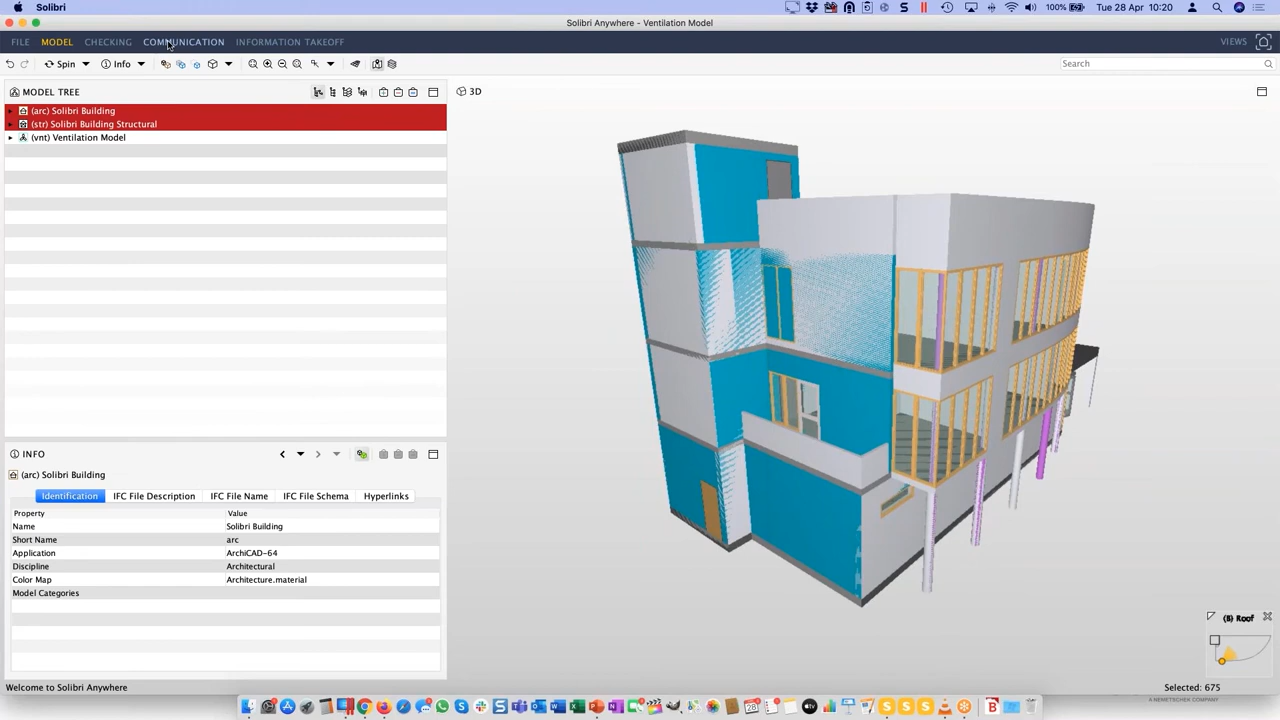 Solibri
100%
Tue 28 Apr 10:20
Solibri Anywhere - Ventilation Model
FILE MODEL CHECKING COMMUNICATION INFORMATION TAKEOFF VIEWS
Spin Info Search
MODEL TREE
3D
(arc) Solibri Building
(str) Solibri Building Structural
(vnt) Ventilation Model
INFO
(arc) Solibri Building
Identification IFC File Description IFC File Name IFC File Schema Hyperlinks
Property Value
Name Solibri Building
Short Name arc
Application ArchiCAD-64
Discipline Architectural
Color Map Architecture.material
Model Categories
(B) Roof
Welcome to Solibri Anywhere
Selected: 675
A NEMETSCHEK COMPANY